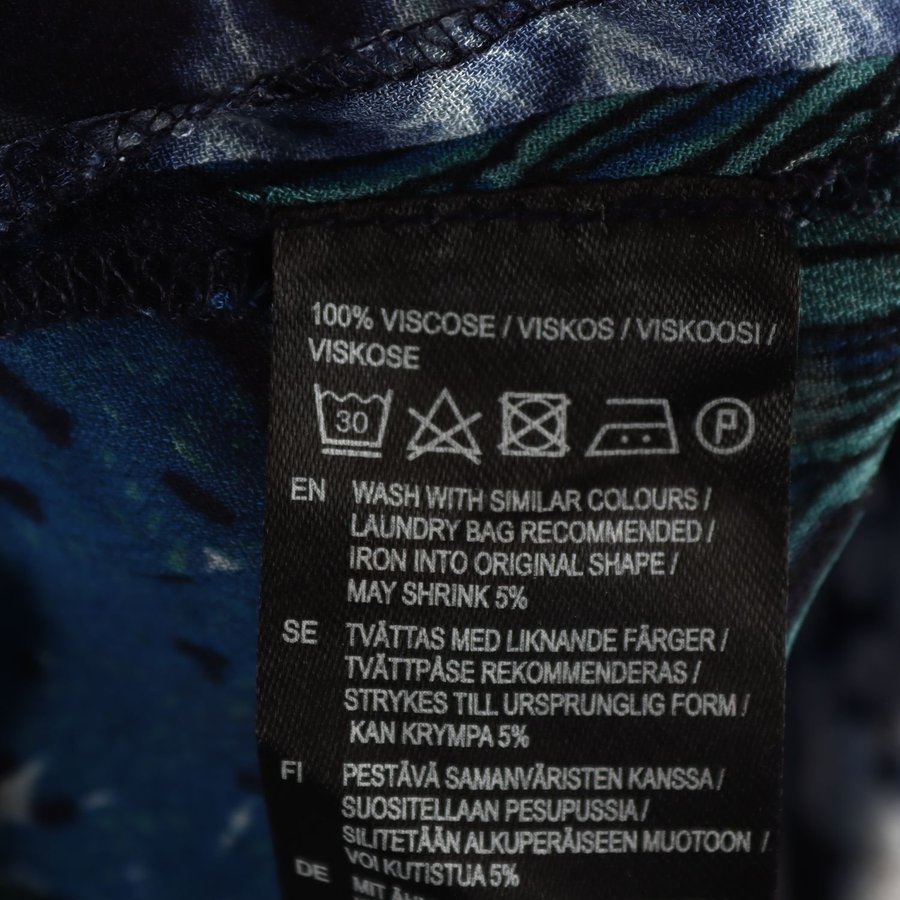 100% VISCOSE / VISKOS / VISKOOSI /
VISKOSE
30 P
EN WASH WITH SIMILAR COLOURS /
LAUNDRY BAG RECOMMENDED /
IRON INTO ORIGINAL SHAPE /
MAY SHRINK 5%
SE TVÄTTAS MED LIKNANDE FÄRGER /
TVÄTTPÅSE REKOMMENDERAS /
STRYKES TILL URSPRUNGLIG FORM /
KAN KRYMPA 5%
FI PESTÄVÄ SAMANVÄRISTEN KANSSA /
SUOSITELLAAN PESUPUSSIA /
SILITETÄÄN ALKUPERÄISEEN MUOTOON /
VOI KUTISTUA 5%
DE MIT